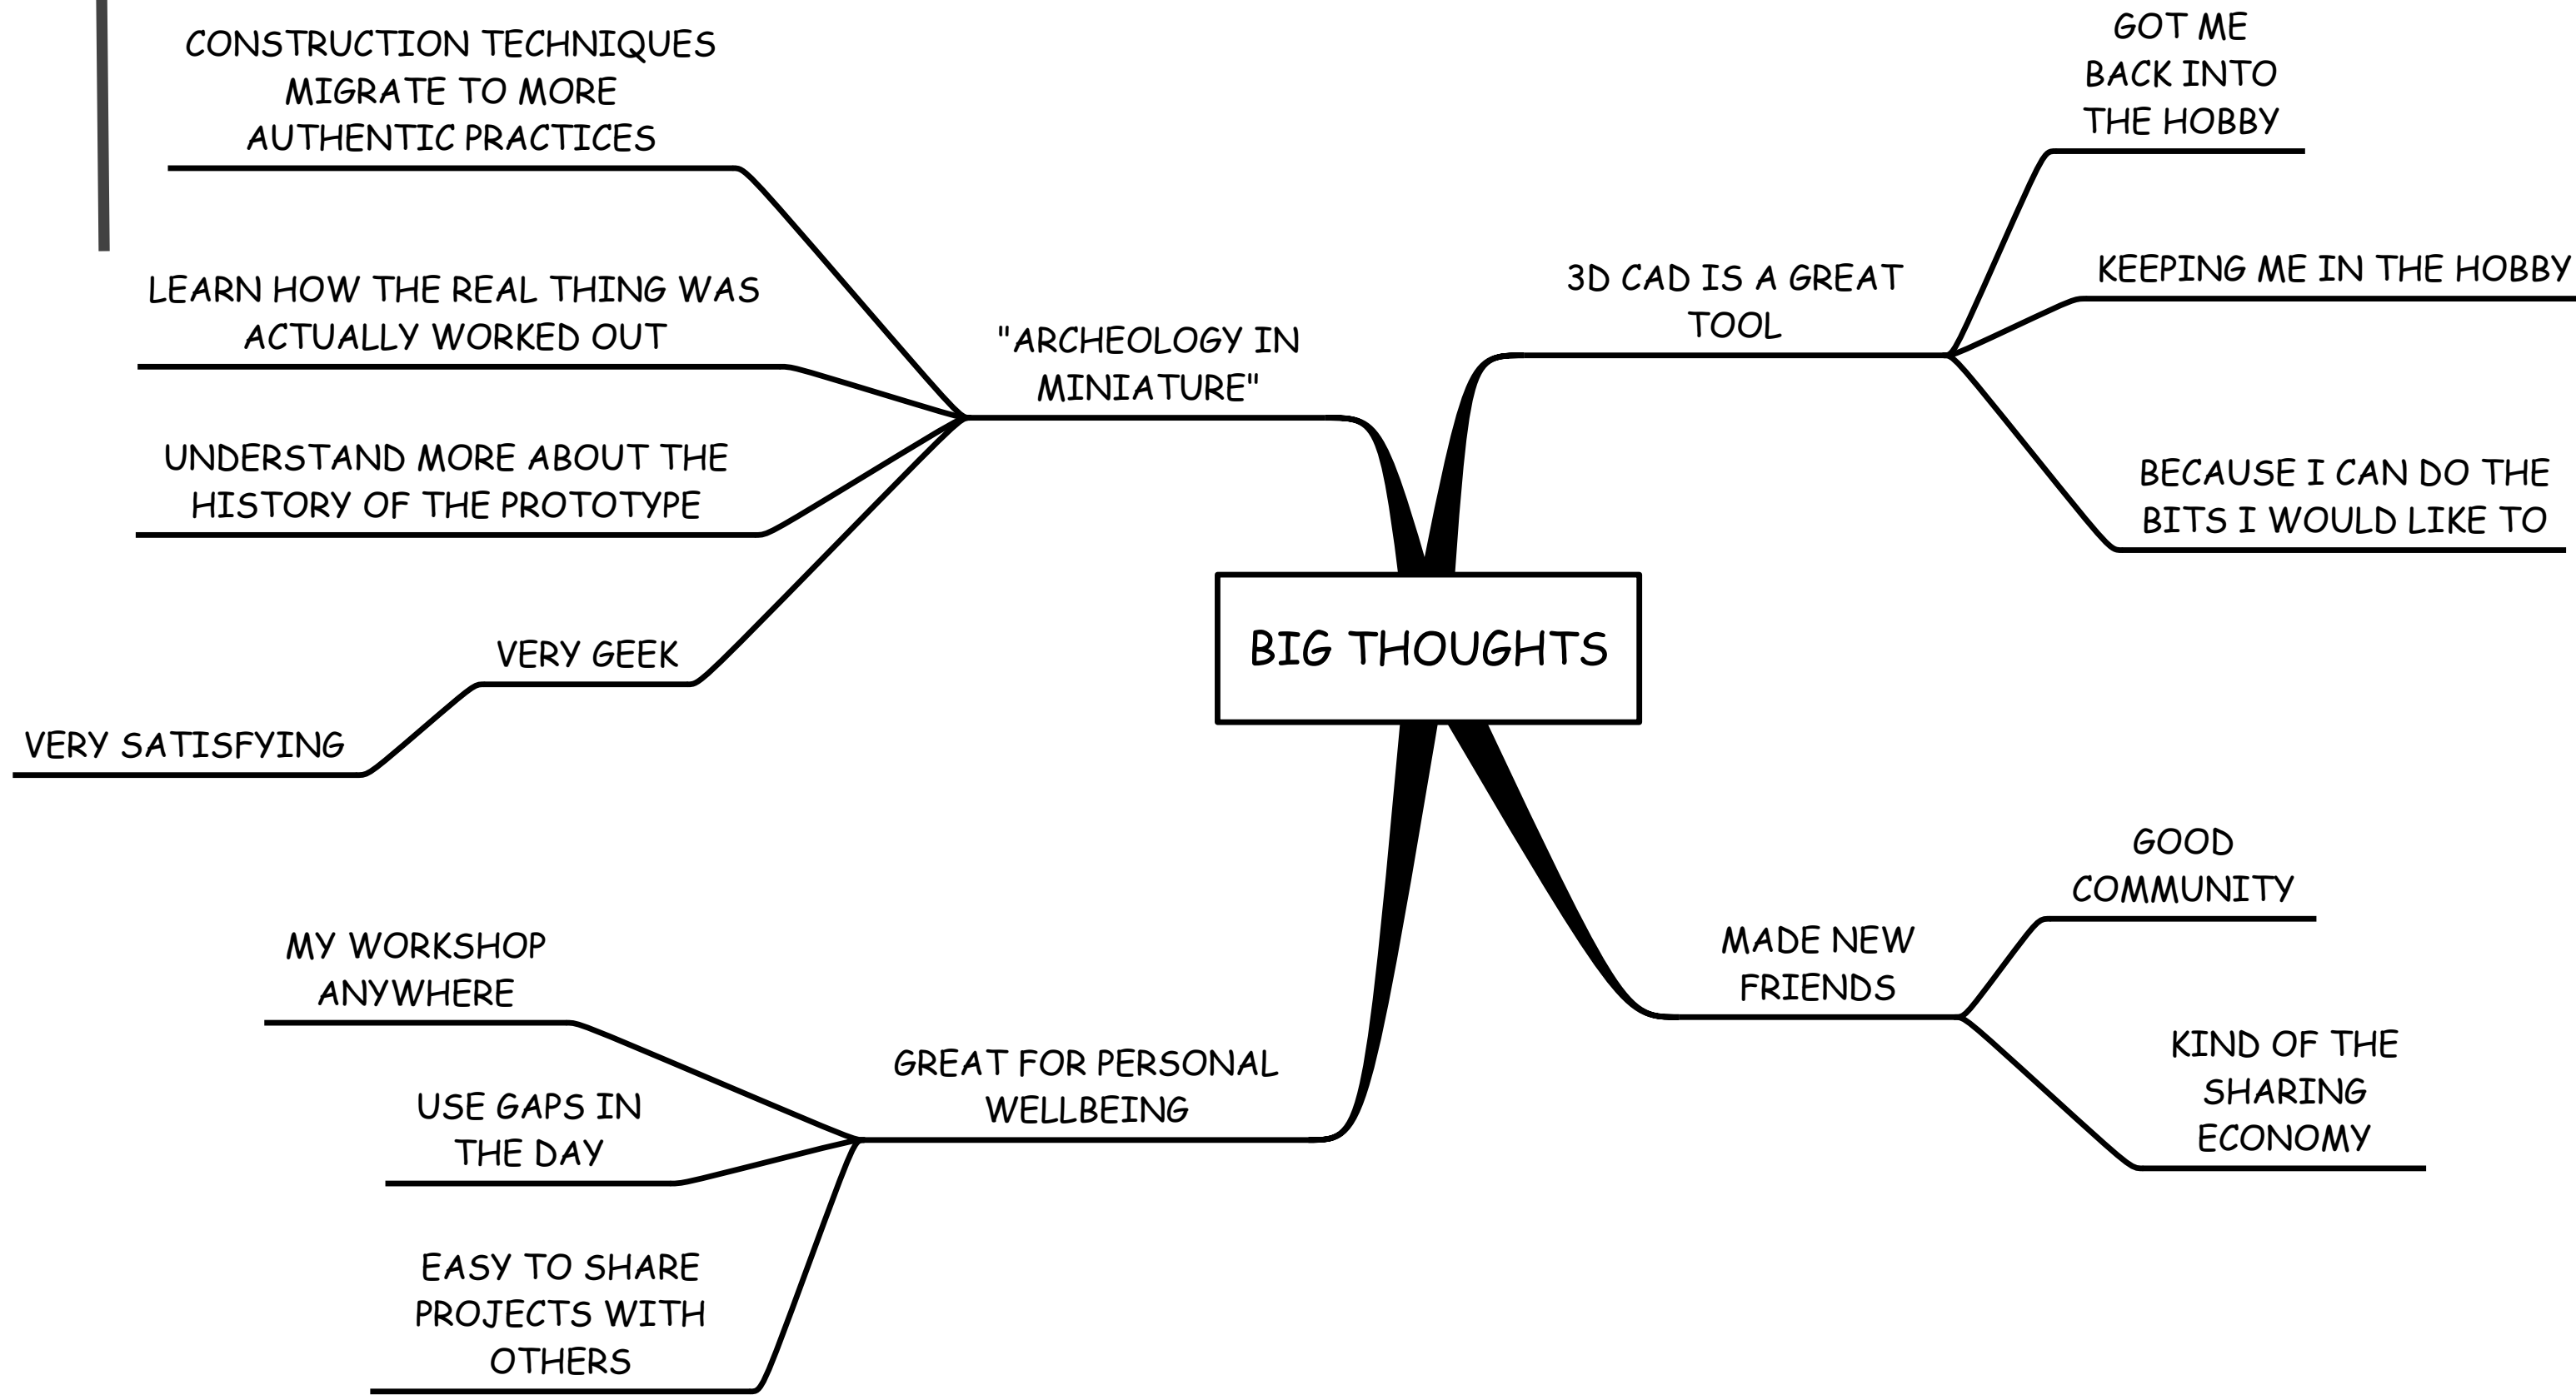 CONSTRUCTION TECHNIQUES
MIGRATE TO MORE
AUTHENTIC PRACTICES
LEARN HOW THE REAL THING WAS
ACTUALLY WORKED OUT
UNDERSTAND MORE ABOUT THE
HISTORY OF THE PROTOTYPE
VERY GEEK
VERY SATISFYING
"ARCHEOLOGY IN
MINIATURE"
3D CAD IS A GREAT
TOOL
GOT ME
BACK INTO
THE HOBBY
KEEPING ME IN THE HOBBY
BECAUSE I CAN DO THE
BITS I WOULD LIKE TO
BIG THOUGHTS
MY WORKSHOP
ANYWHERE
USE GAPS IN
THE DAY
EASY TO SHARE
PROJECTS WITH
OTHERS
GREAT FOR PERSONAL
WELLBEING
MADE NEW
FRIENDS
GOOD
COMMUNITY
KIND OF THE
SHARING
ECONOMY